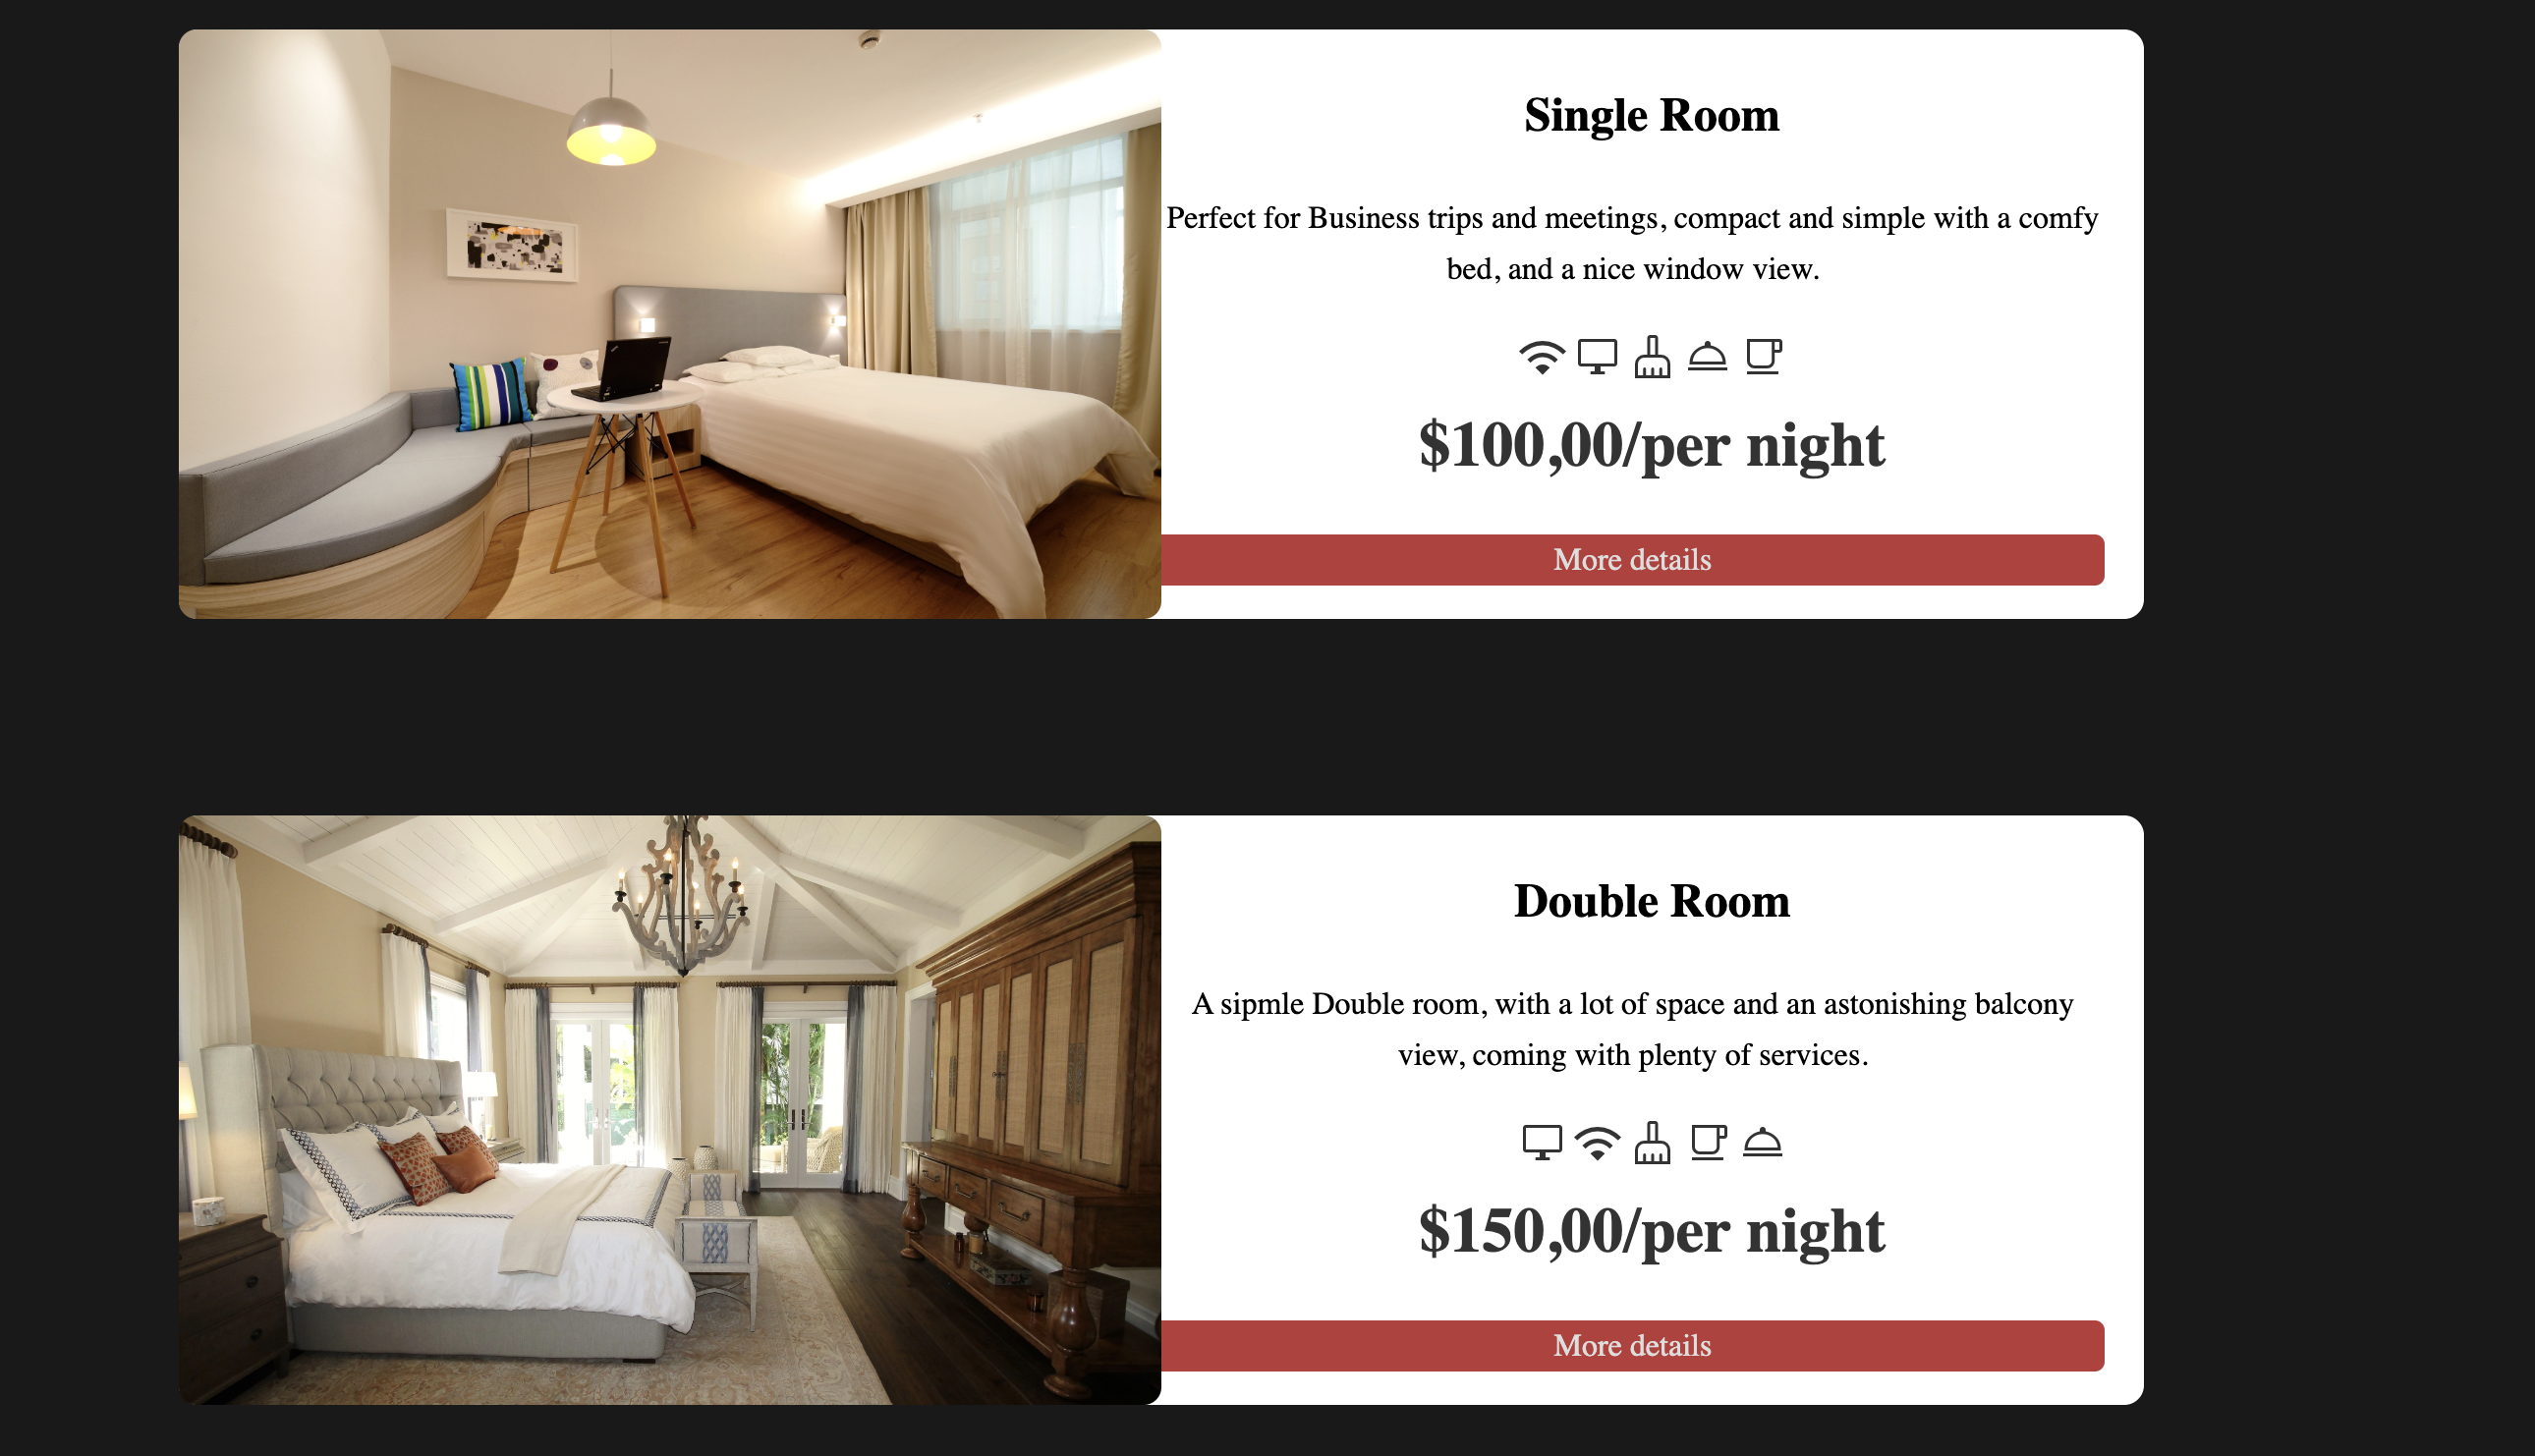 Single Room
Perfect for Business trips and meetings, compact and simple with a comfy
bed, and a nice window view.
$100,00/per night
More details
Double Room
A sipmle Double room, with a lot of space and an astonishing balcony
view, coming with plenty of services.
$150,00/per night
More details